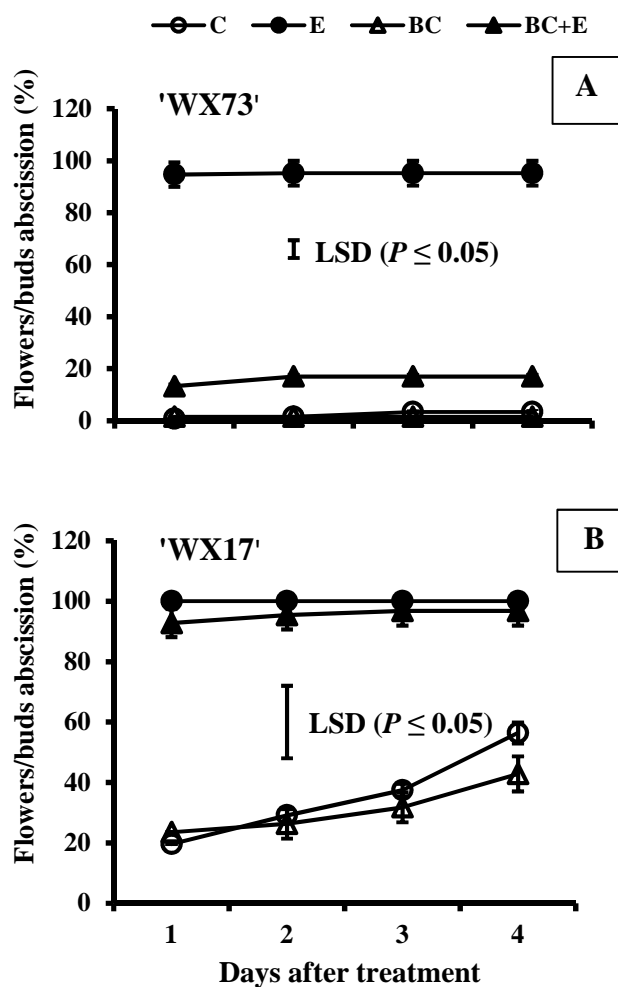 C E BC BC+E
A
'WX73'
Flowers/buds abscission (%)
120
100
80
60
40
20
0
LSD (P ≤ 0.05)
B
'WX17'
Flowers/buds abscission (%)
120
100
80
60
40
20
0
LSD (P ≤ 0.05)
1 2 3 4
Days after treatment